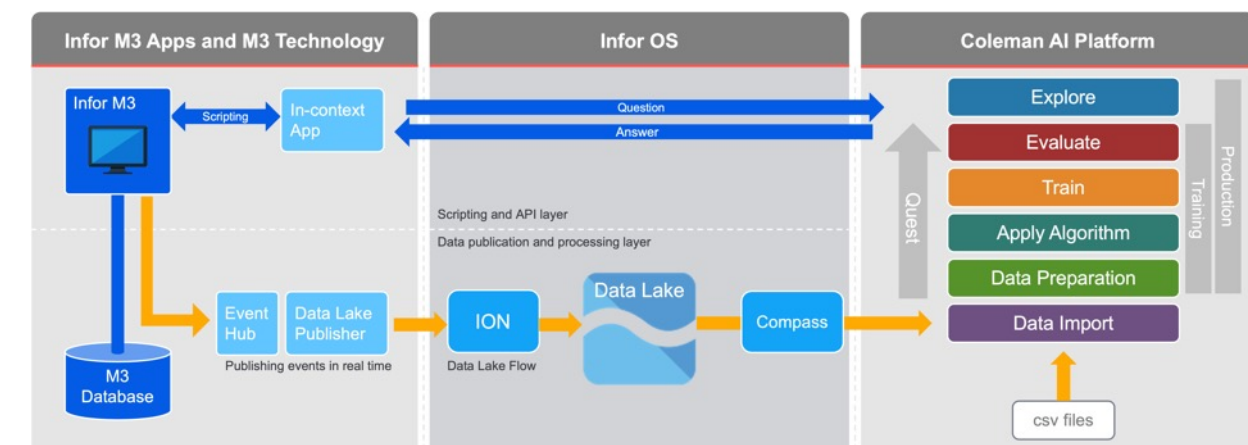 Infor M3 Apps and M3 Technology
Infor OS
Coleman AI Platform
Infor M3
Scripting
In-context
App
Question
Answer
Explore
Evaluate
Train
Apply Algorithm
Data Preparation
Data Import
Quest
Training
Production
Scripting and API layer
Data publication and processing layer
Event
Hub
Data Lake
Publisher
Publishing events in real time
ION
Data Lake Flow
Data Lake
Compass
M3
Database
csv files